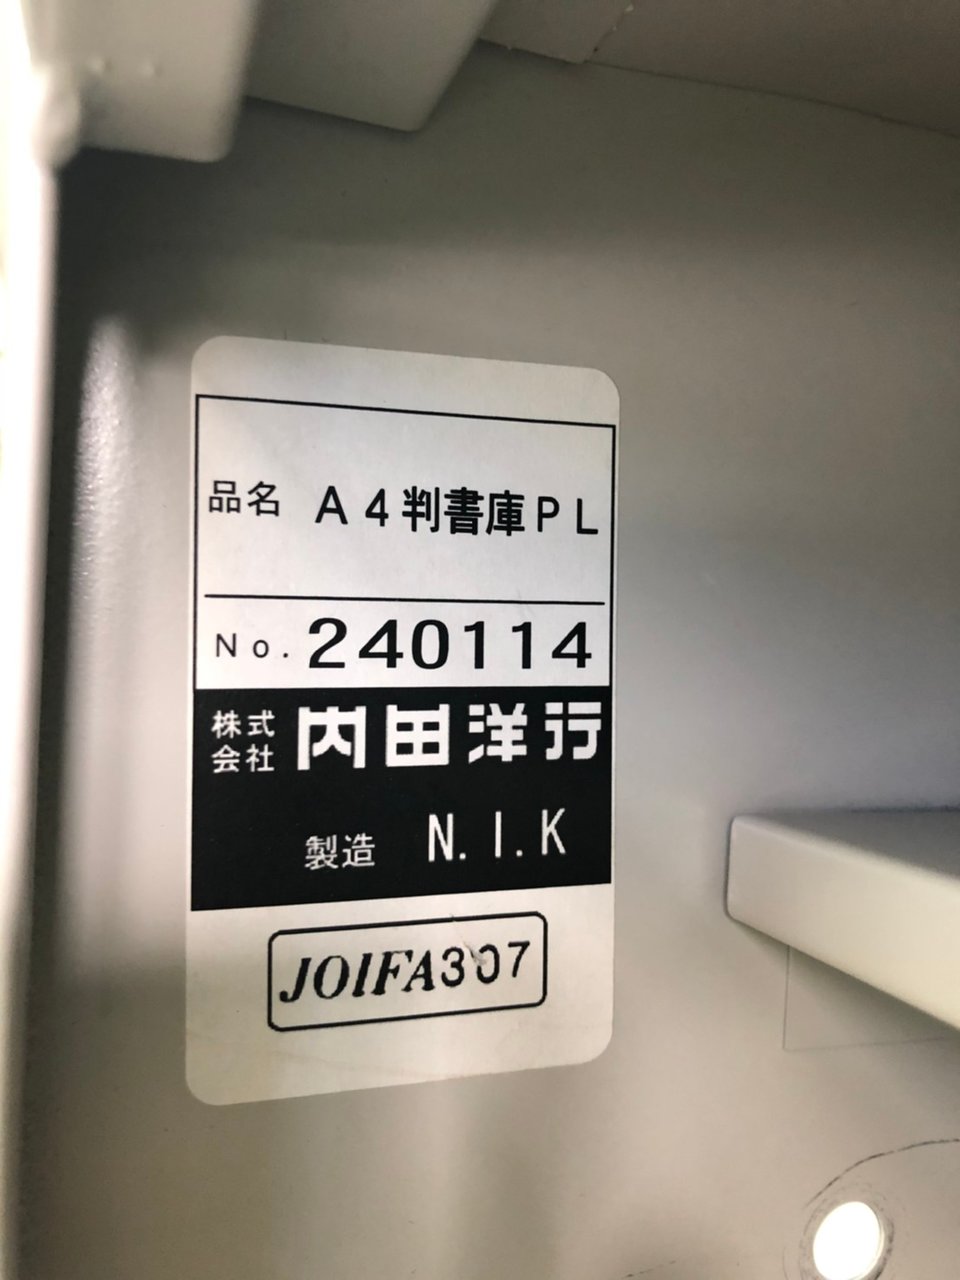 品名 A4判書庫PL
No. 240114
株式会社 内田洋行
製造 N.I.K
JOIFA307